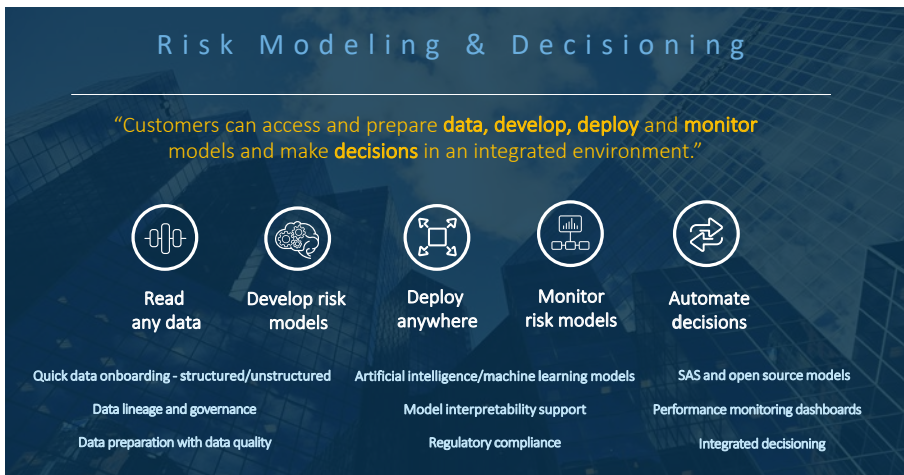 Risk Modeling & Decisioning
“Customers can access and prepare data, develop, deploy and monitor
models and make decisions in an integrated environment.”
Read
any data
Develop risk
models
Deploy
anywhere
Monitor
risk models
Automate
decisions
Quick data onboarding - structured/unstructured
Data lineage and governance
Data preparation with data quality
Artificial intelligence/machine learning models
Model interpretability support
Regulatory compliance
SAS and open source models
Performance monitoring dashboards
Integrated decisioning